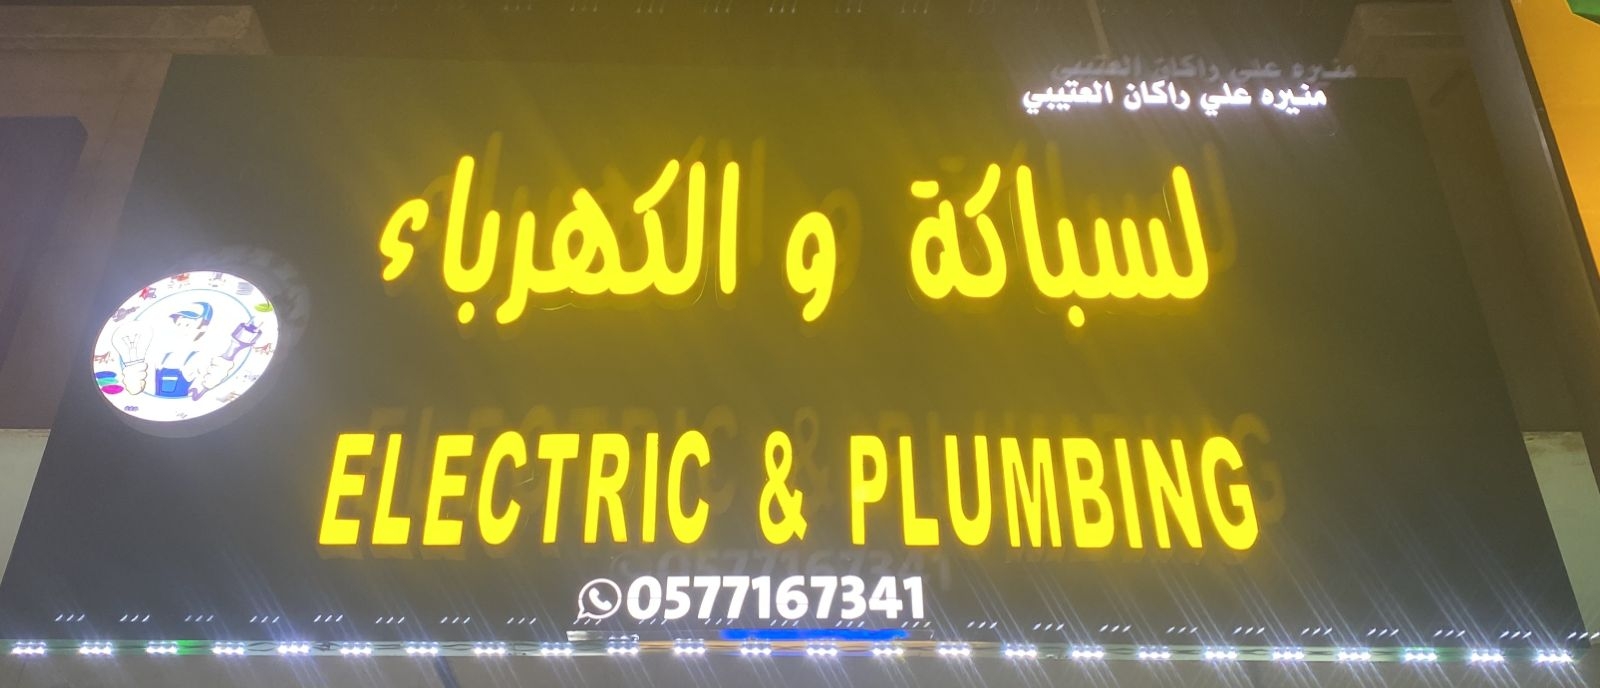 منيره علي راكان العتيبي
لسباكة و الكهرباء
ELECTRIC & PLUMBING
0577167341